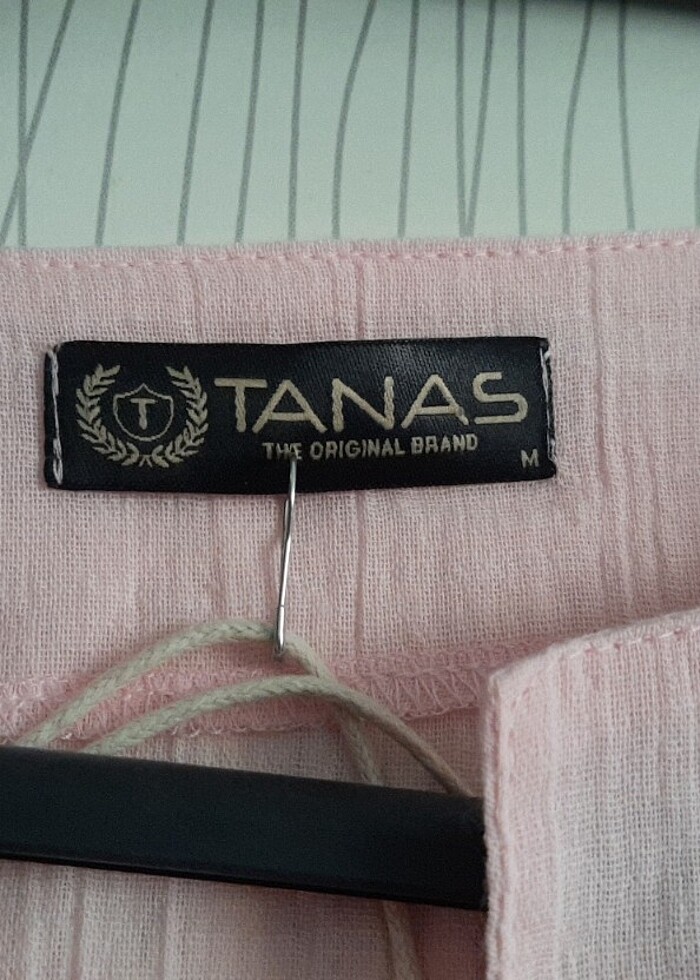 T
TANAS
THE ORIGINAL BRAND
M